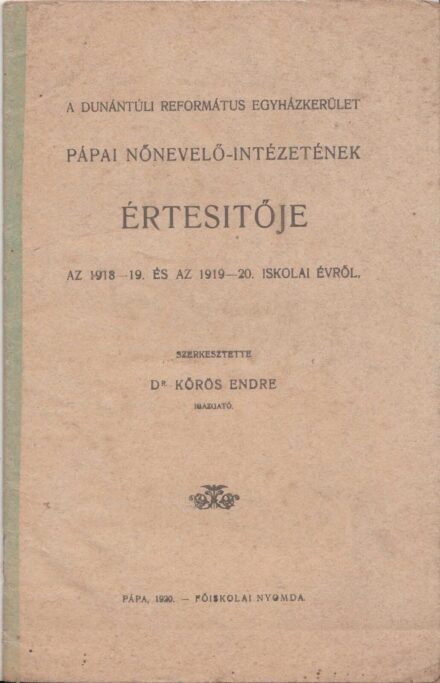 A DUNÁNTÚLI REFORMÁTUS EGYHÁZKERÜLET
PÁPAI NŐNEVELŐ-INTÉZETÉNEK
ÉRTESITŐJE
AZ 1918—19. ÉS AZ 1919—20. ISKOLAI ÉVRŐL.
SZERKESZTETTE
DR. KŐRÖS ENDRE
IGAZGATÓ.
PÁPA, 1920. — FŐISKOLAI NYOMDA.